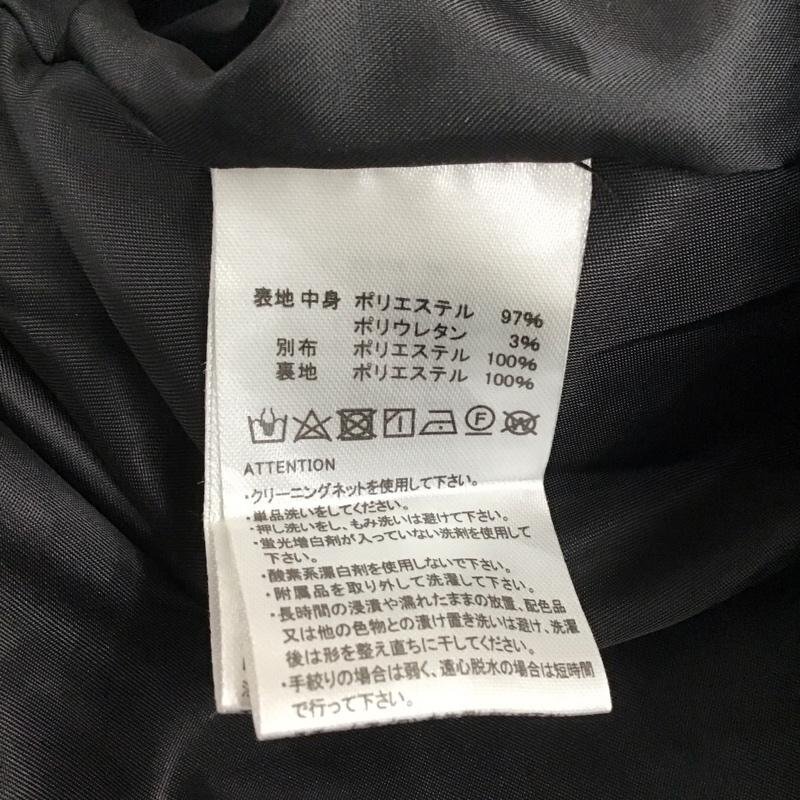 表地 中身 ポリエステル 97%
ポリウレタン 3%
別布 ポリエステル 100%
裏地 ポリエステル 100%
F W
ATTENTION
・クリーニングネットを使用して下さい。
・単品洗いをしてください。
・押し洗いをし、もみ洗いは避けて下さい。
・蛍光増白剤が入っていない洗剤を使用して
下さい。
・酸素系漂白剤を使用しないで下さい。
・附属品を取り外して洗濯して下さい。
・長時間の浸漬や濡れたままの放置、配色品
又は他の色物との漬け置き洗いは避け、洗濯
後は形を整え直ちに干してください。
・手絞りの場合は弱く、遠心脱水の場合は短時間
で行って下さい。